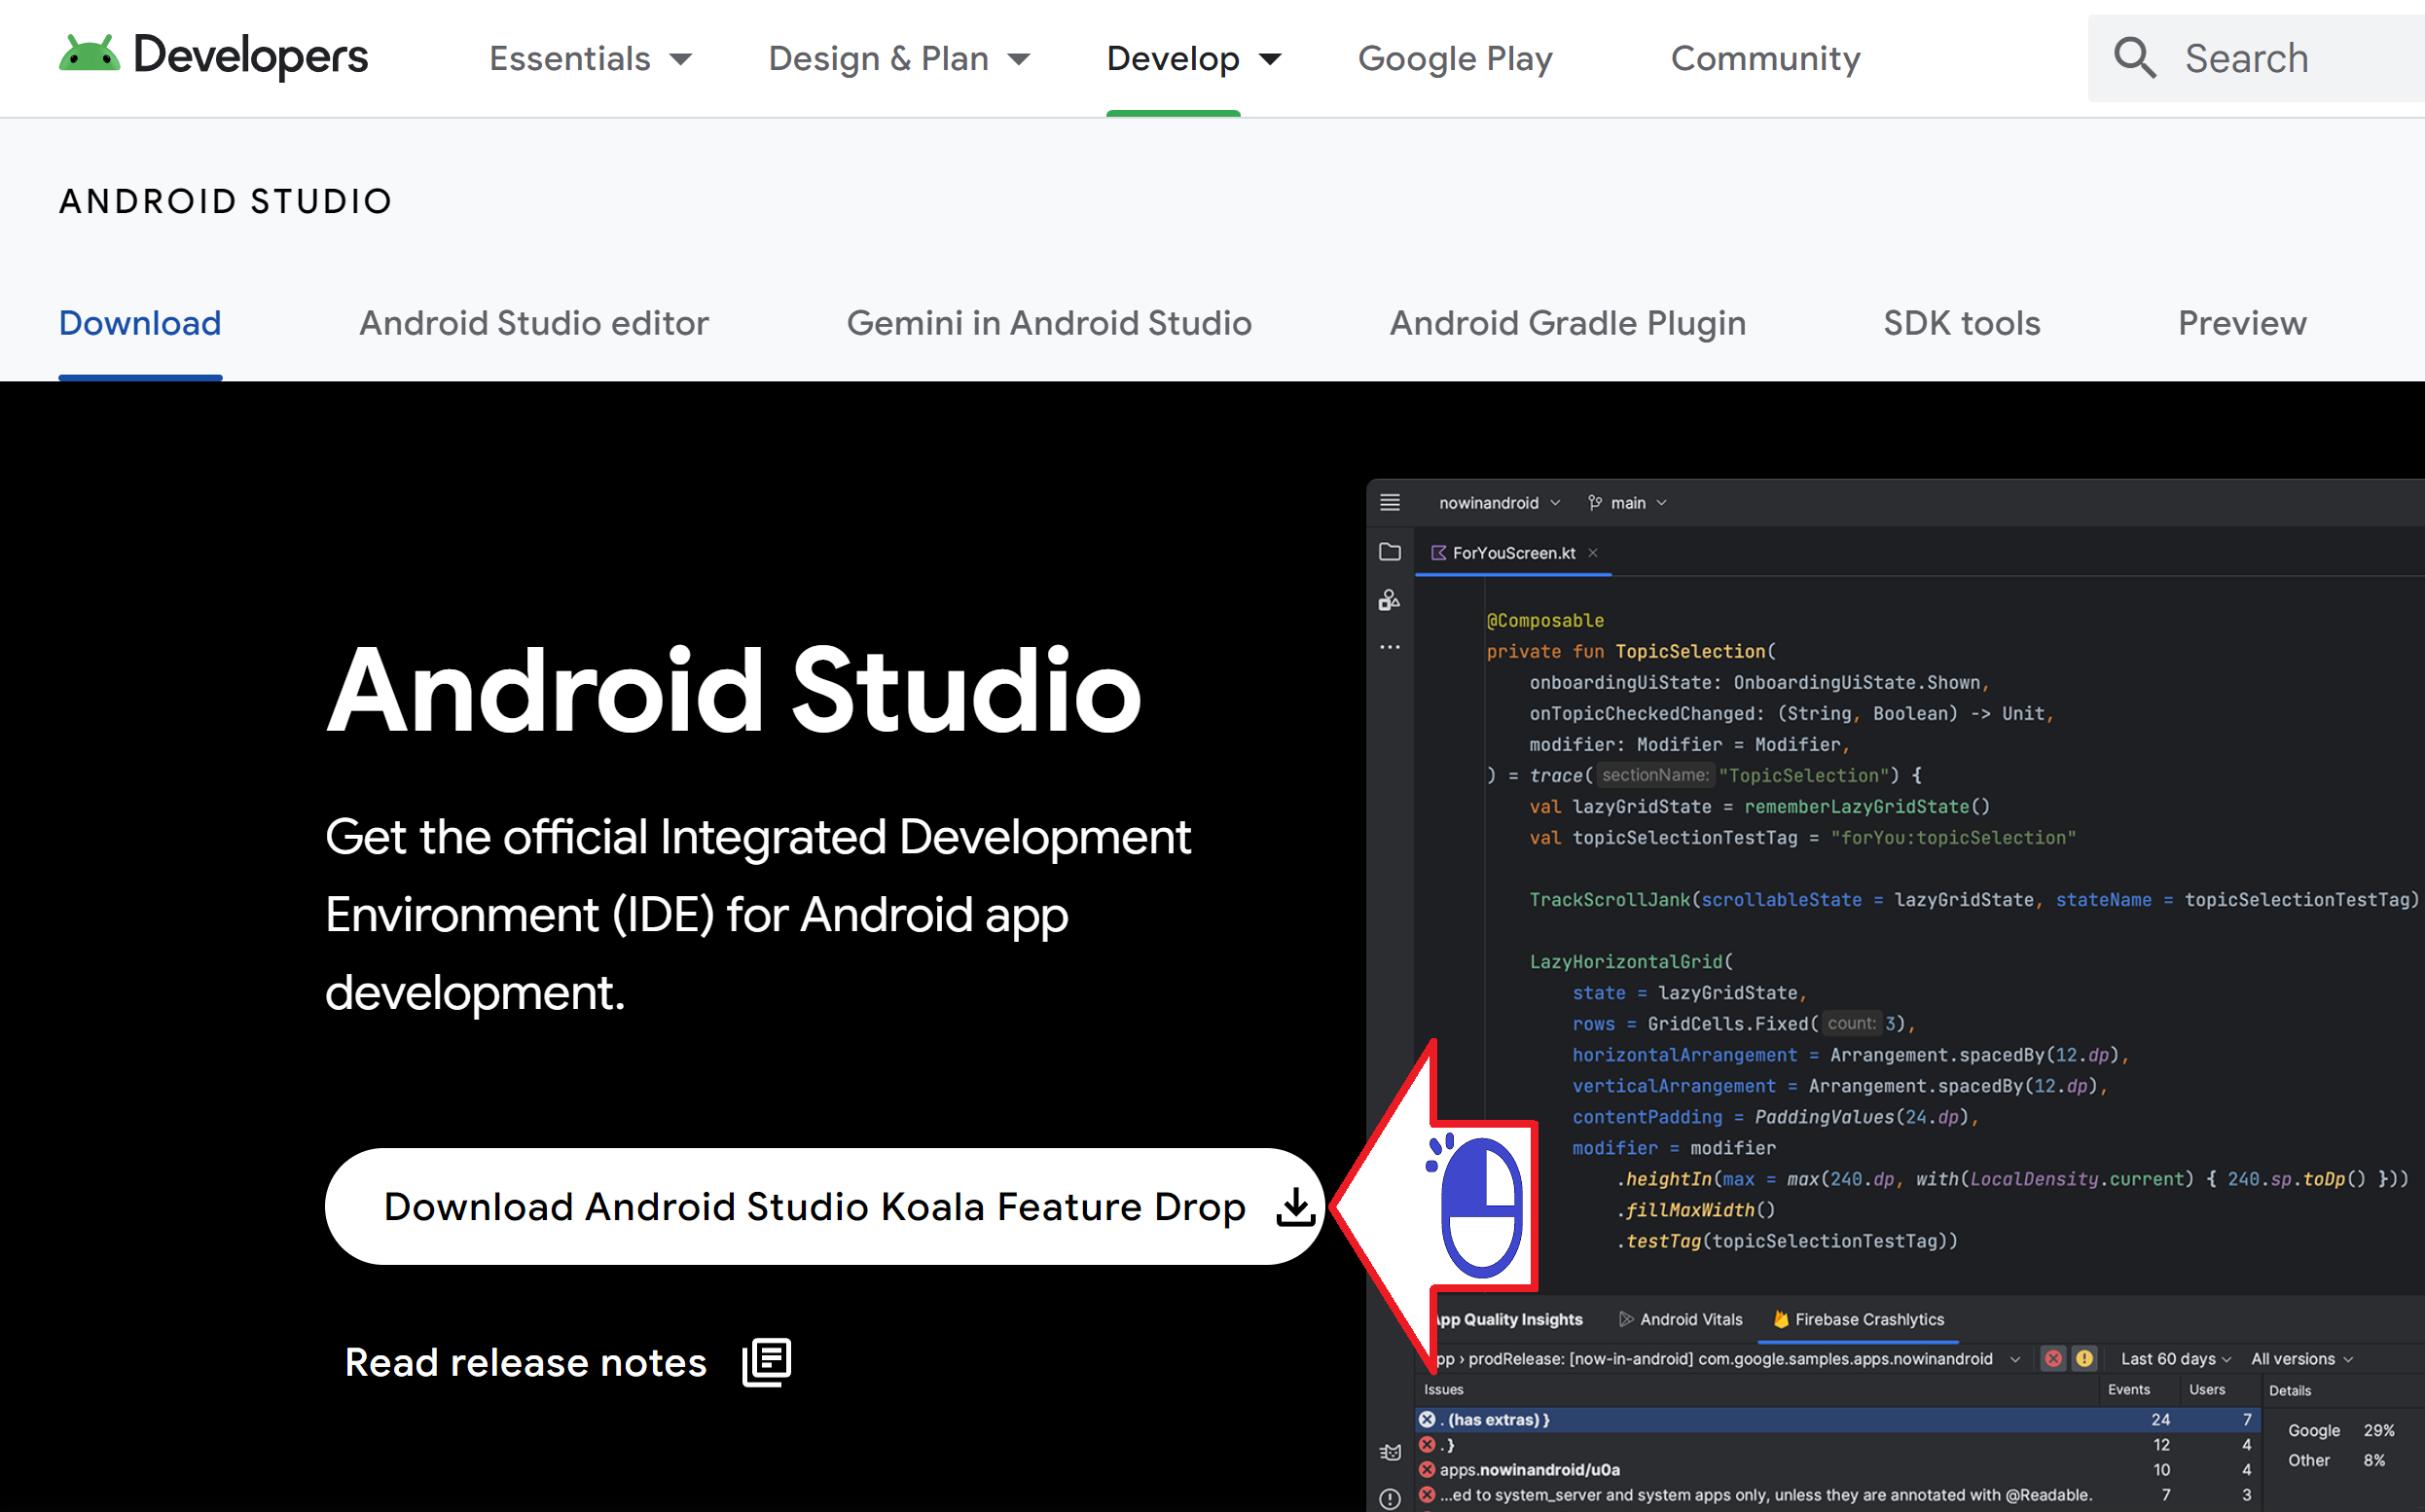 Developers Essentials Design & Plan Develop Google Play Community Search
ANDROID STUDIO
Download Android Studio editor Gemini in Android Studio Android Gradle Plugin SDK tools Preview
Android Studio
Get the official Integrated Development
Environment (IDE) for Android app
development.
Download Android Studio Koala Feature Drop
Read release notes
nowinandroid main
ForYouScreen.kt
@Composable
private fun TopicSelection(
onboardingUiState: OnboardingUiState.Shown,
onTopicCheckedChanged: (String, Boolean) -> Unit,
modifier: Modifier = Modifier,
) = trace( sectionName: "TopicSelection") {
val lazyGridState = rememberLazyGridState()
val topicSelectionTestTag = "forYou:topicSelection"
TrackScrollJank(scrollableState = lazyGridState, stateName = topicSelectionTestTag)
LazyHorizontalGrid(
state = lazyGridState,
rows = GridCells.Fixed( count: 3),
horizontalArrangement = Arrangement.spacedBy(12.dp),
verticalArrangement = Arrangement.spacedBy(12.dp),
contentPadding = PaddingValues(24.dp),
modifier = modifier
.heightIn(max = max(240.dp, with(LocalDensity.current) { 240.sp.toDp() }))
.fillMaxWidth()
.testTag(topicSelectionTestTag))
App Quality Insights Android Vitals Firebase Crashlytics
pp › prodRelease: [now-in-android] com.google.samples.apps.nowinandroid Last 60 days All versions
Issues Events Users Details
. (has extras) } 24 7
Google 29%
. } 12 4
Other 8%
apps.nowinandroid/u0a 10 4
...ed to system_server and system apps only, unless they are annotated with @Readable. 7 3